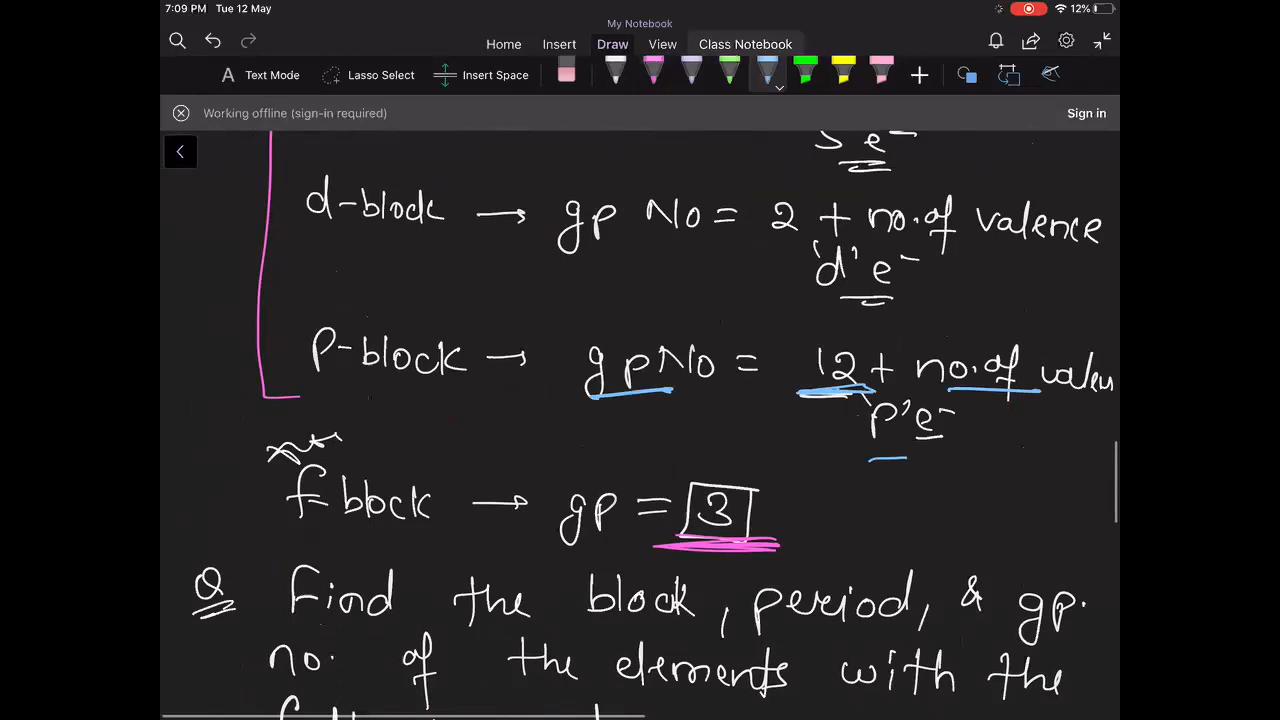 7:09 PM Tue 12 May 12%
My Notebook
Home Insert Draw View Class Notebook
Text Mode Lasso Select Insert Space
Working offline (sign-in required) Sign in
e⁻
d-block → gp No = 2 + no. of valence
'd' e⁻
p-block → gp No = 12 + no. of valen
'p' e⁻
f block → gp = 3
Q Find the block, period, & gp.
no. of the elements with the